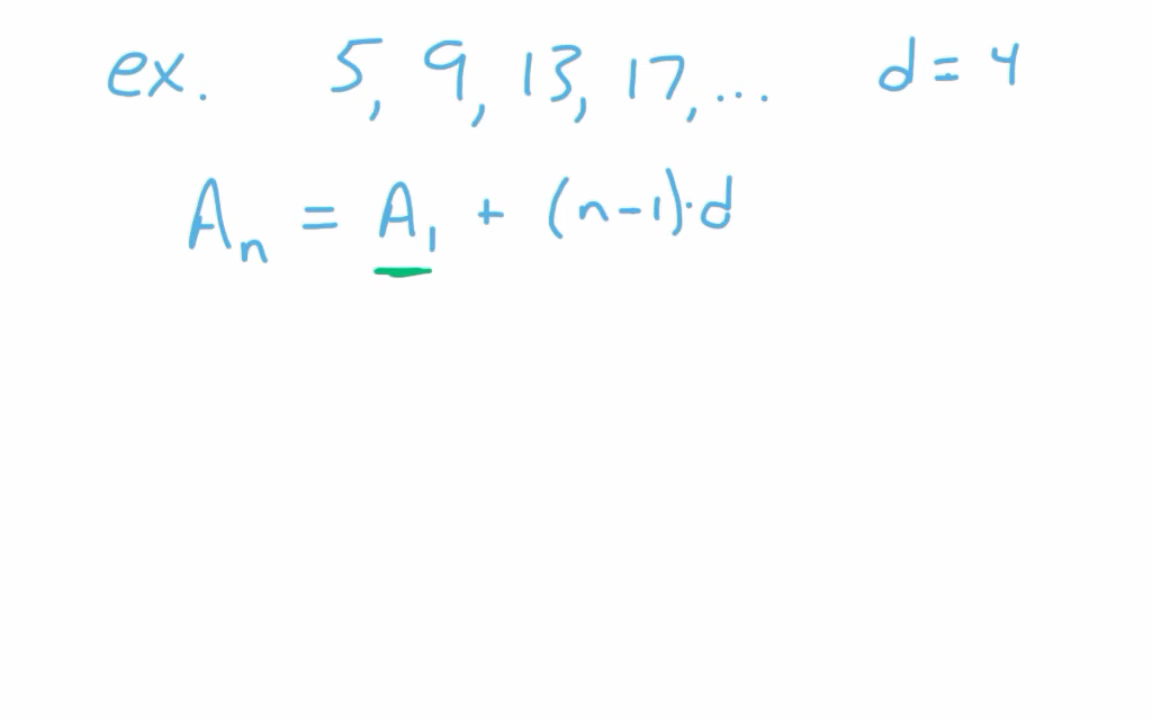 ex. 5, 9, 13, 17, ... d = 4
Aₙ = A₁ + (n-1)·d